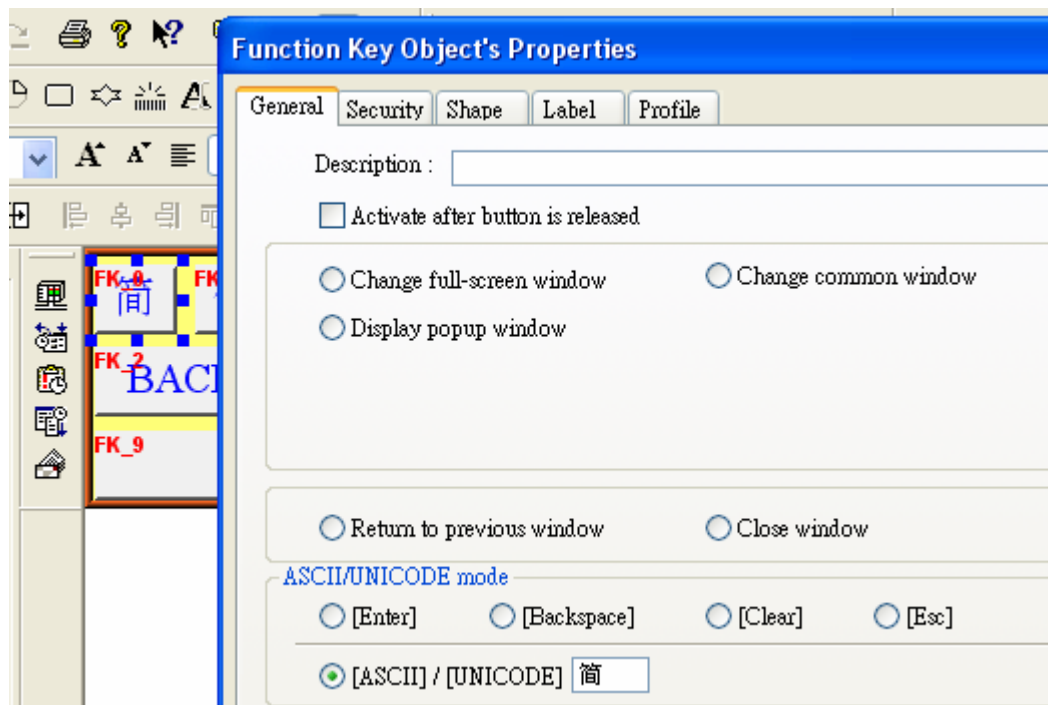 Function Key Object's Properties
General Security Shape Label Profile
Description :
Activate after button is released
Change full-screen window Change common window
Display popup window
Return to previous window Close window
ASCII/UNICODE mode
[Enter] [Backspace] [Clear] [Esc]
[ASCII] / [UNICODE] 简
FK_0 FK
简
FK_2
BACK
FK_9